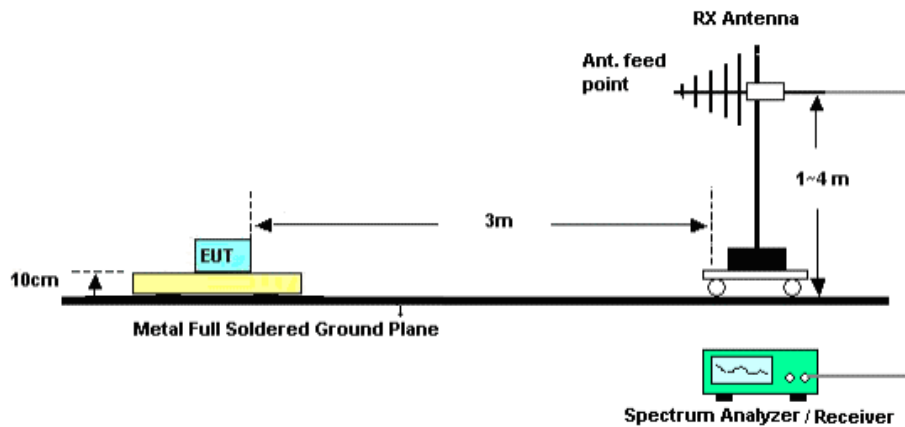 RX Antenna
Ant. feed
point
1~4 m
3m
EUT
10cm
Metal Full Soldered Ground Plane
Spectrum Analyzer / Receiver